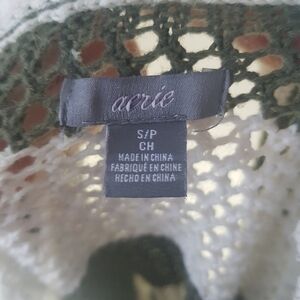 aerie
S/P
CH
MADE IN CHINA
FABRIQUÉ EN CHINE
HECHO EN CHINA